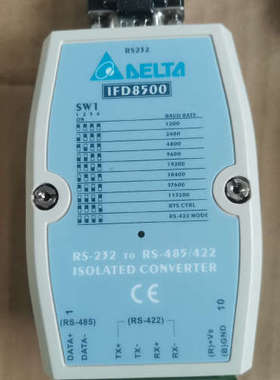 RS232
DELTA
IFD8500
SW1
1 2 3 4
ON
BAUD RATE
1200
2400
4800
9600
19200
38400
57600
115200
RTS CTRL
RS-422 MODE
RS-232 TO RS-485/422
ISOLATED CONVERTER
CE
1
10
(RS-485)
(RS-422)
DATA+
DATA-
TX+
TX-
RX+
RX-
(R)+Vs
(B)GND